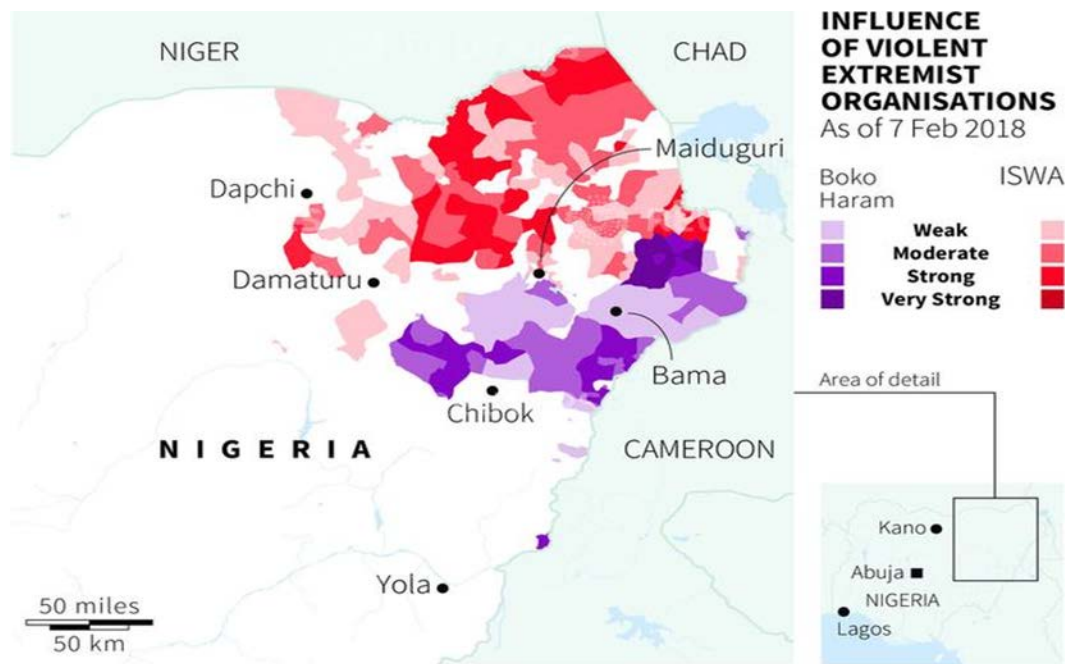 NIGER
CHAD
Maiduguri
Dapchi
Damaturu
Bama
Chibok
NIGERIA
CAMEROON
Yola
50 miles
50 km
INFLUENCE
OF VIOLENT
EXTREMIST
ORGANISATIONS
As of 7 Feb 2018
Boko
Haram
ISWA
Weak
Moderate
Strong
Very Strong
Area of detail
Kano
Abuja
NIGERIA
Lagos